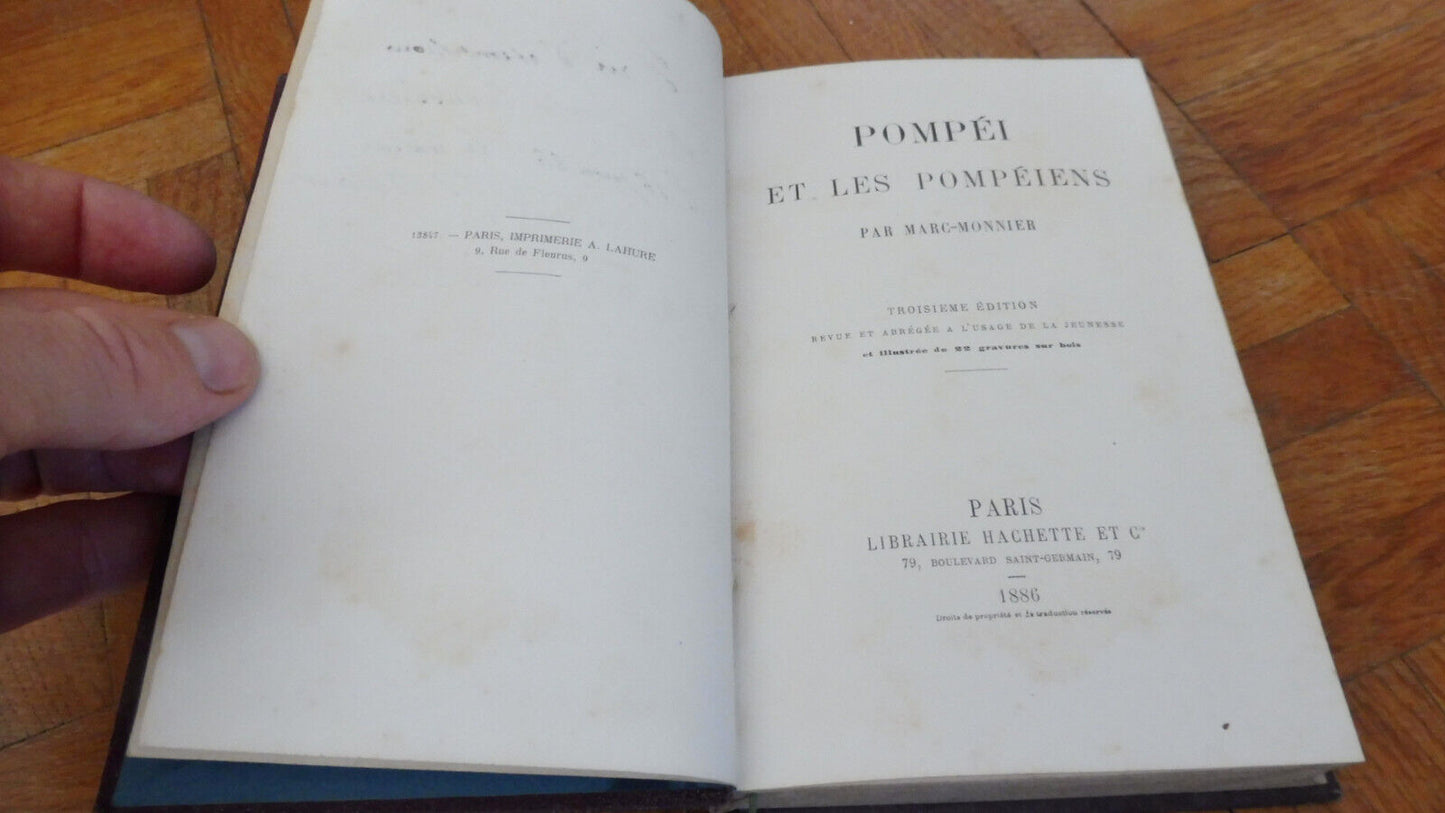 13847. — PARIS, IMPRIMERIE A. LAHURE
9, Rue de Fleurus, 9
POMPÉI
ET LES POMPÉIENS
PAR MARC-MONNIER
TROISIEME ÉDITION
REVUE ET ABRÉGÉE A L'USAGE DE LA JEUNESSE
et illustrée de 22 gravures sur bois
PARIS
LIBRAIRIE HACHETTE ET Cie
79, BOULEVARD SAINT-GERMAIN, 79
1886
Droits de propriété et de traduction réservés